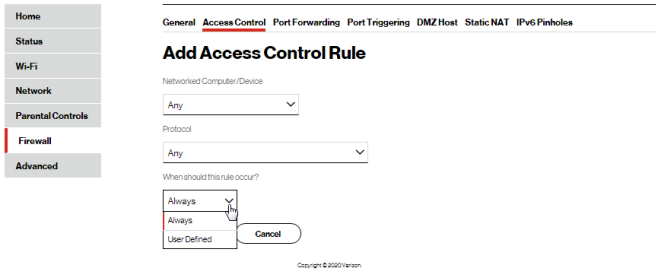 Home
Status
Wi-Fi
Network
Parental Controls
Firewall
Advanced
General Access Control Port Forwarding Port Triggering DMZ Host Static NAT IPv6 Pinholes
Add Access Control Rule
Networked Computer/Device
Any
Protocol
Any
When should this rule occur?
Always
Always
User Defined
Cancel
Copyright © 2020 Verizon